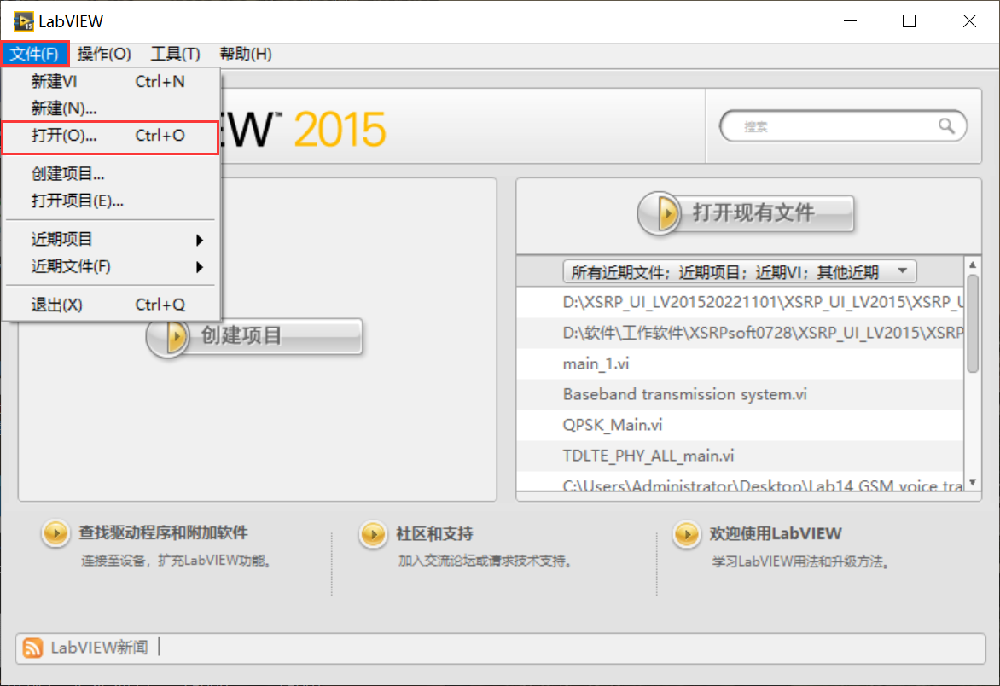 LabVIEW
文件(F) 操作(O) 工具(T) 帮助(H)
新建VI Ctrl+N
新建(N)...
打开(O)... Ctrl+O
创建项目...
打开项目(E)...
近期项目
近期文件(F)
退出(X) Ctrl+Q
EW™ 2015
搜索
创建项目
打开现有文件
所有近期文件；近期项目；近期VI；其他近期
D:\XSRP_UI_LV201520221101\XSRP_UI_LV2015\XSRP_U
D:\软件\工作软件\XSRPsoft0728\XSRP_UI_LV2015\XSRP
main_1.vi
Baseband transmission system.vi
QPSK_Main.vi
TDLTE_PHY_ALL_main.vi
C:\Users\Administrator\Desktop\Lab14 GSM voice tra
查找驱动程序和附加软件
连接至设备，扩充LabVIEW功能。
社区和支持
加入交流论坛或请求技术支持。
欢迎使用LabVIEW
学习LabVIEW用法和升级方法。
LabVIEW新闻